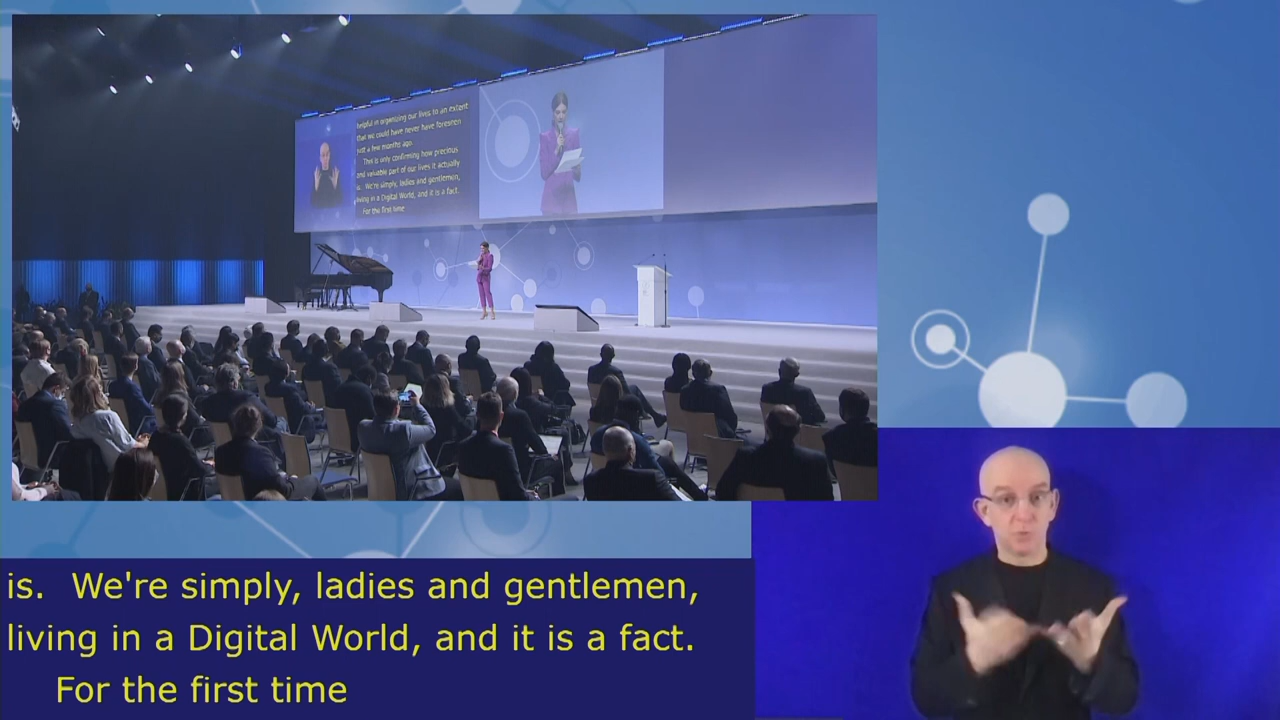 helpful in organizing our lives to an extent
that we could have never have foreseen
just a few months ago.
This is only confirming how precious
and valuable part of our lives it actually
is. We're simply, ladies and gentlemen,
living in a Digital World, and it is a fact.
For the first time
is. We're simply, ladies and gentlemen,
living in a Digital World, and it is a fact.
For the first time